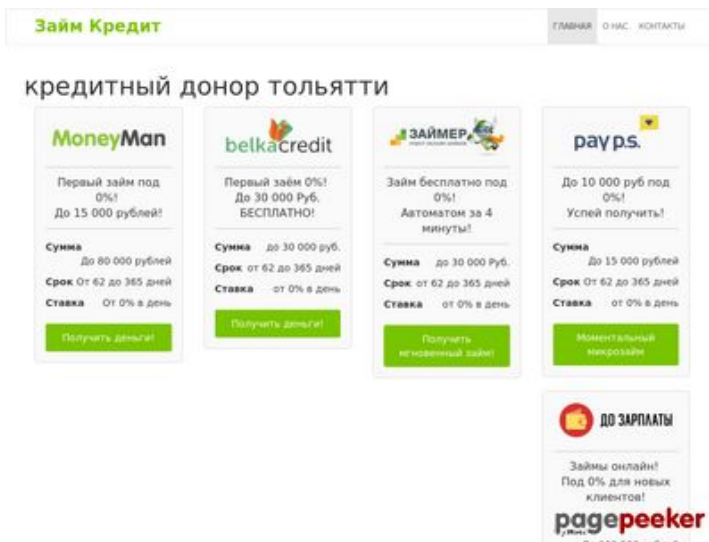 Займ Кредит
ГЛАВНАЯ О НАС КОНТАКТЫ
кредитный донор тольятти
MoneyMan
Первый займ под
0%!
До 15 000 рублей!
Сумма
До 80 000 рублей
Срок От 62 до 365 дней
Ставка От 0% в день
Получить деньги!
belkacredit
Первый заём 0%!
До 30 000 Руб.
БЕСПЛАТНО!
Сумма до 30 000 руб.
Срок от 62 до 365 дней
Ставка от 0% в день
Получить деньги!
ЗАЙМЕР
Займ бесплатно под
0%!
Автоматом за 4
минуты!
Сумма до 30 000 Руб.
Срок от 62 до 365 дней
Ставка от 0% в день
Получить
мгновенный займ!
pay p.s.
До 10 000 руб под
0%!
Успей получить!
Сумма
До 15 000 рублей
Срок От 62 до 365 дней
Ставка От 0% в день
Моментальный
микрозайм
ДО ЗАРПЛАТЫ
Займы онлайн!
Под 0% для новых
клиентов!
pagepeeker